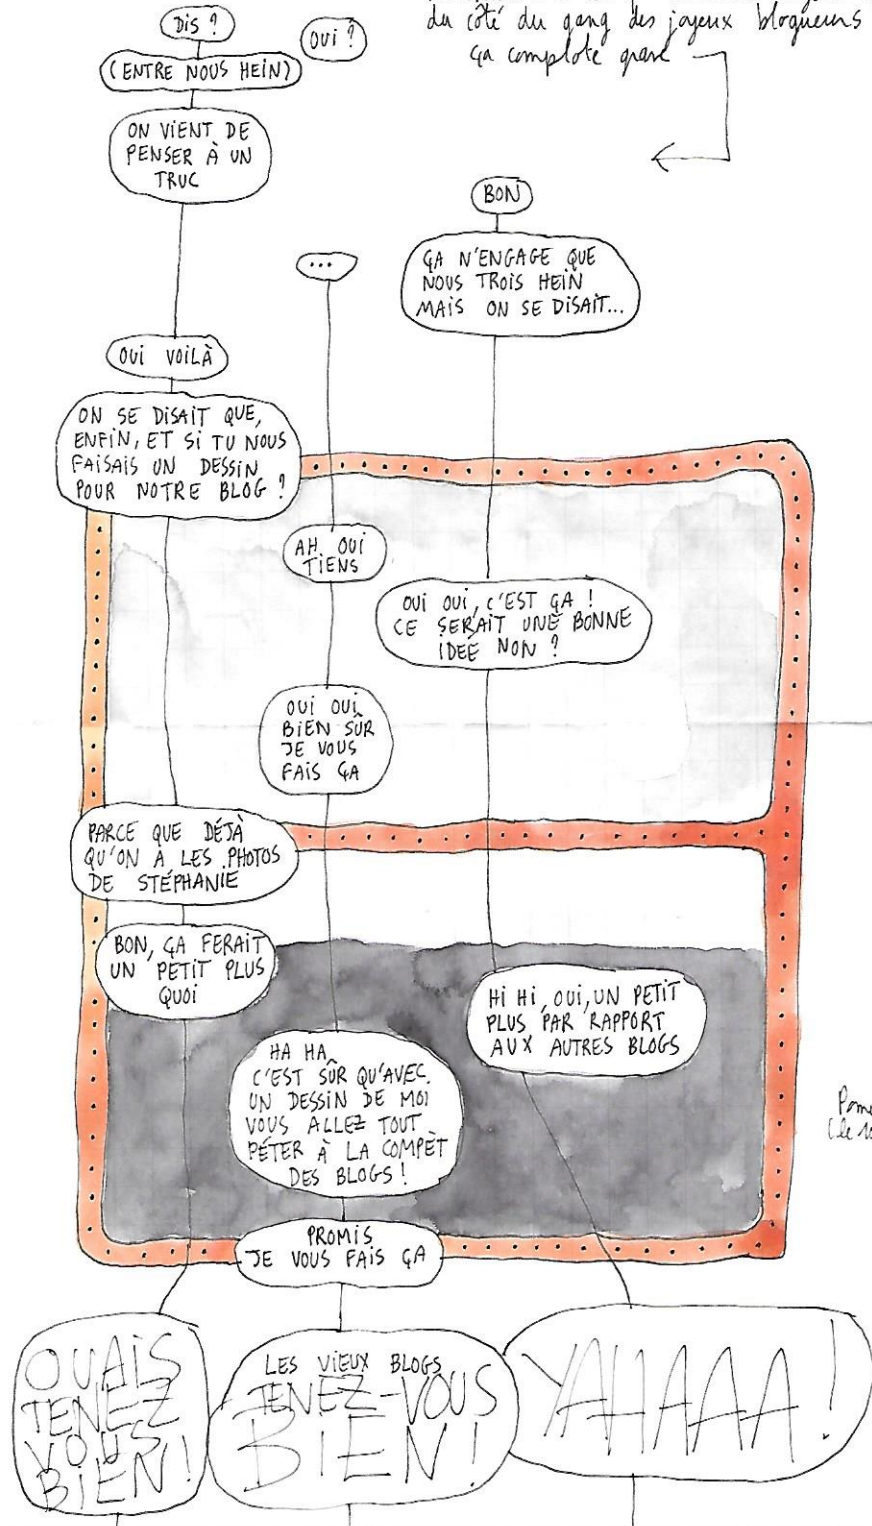 du côté du gang des joyeux blogueurs
ça complote grave
DIS ?
OUI ?
(ENTRE NOUS HEIN)
ON VIENT DE
PENSER À UN
TRUC
BON
...
ÇA N'ENGAGE QUE
NOUS TROIS HEIN
MAIS ON SE DISAIT...
OUI VOILÀ
ON SE DISAIT QUE,
ENFIN, ET SI TU NOUS
FAISAIS UN DESSIN
POUR NOTRE BLOG ?
AH OUI
TIENS
OUI OUI, C'EST ÇA !
CE SERAIT UNE BONNE
IDEÉ NON ?
OUI OUI
BIEN SÛR
JE VOUS
FAIS ÇA
PARCE QUE DÉJÀ
QU'ON A LES PHOTOS
DE STÉPHANIE
BON, ÇA FERAIT
UN PETIT PLUS
QUOI
HI HI, OUI, UN PETIT
PLUS PAR RAPPORT
AUX AUTRES BLOGS
HA HA
C'EST SÛR QU'AVEC
UN DESSIN DE MOI
VOUS ALLEZ TOUT
PÉTER À LA COMPÈT
DES BLOGS !
PROMIS
JE VOUS FAIS ÇA
OUAIS
TENEZ
VOUS
BIEN !
LES VIEUX BLOGS
TENEZ-VOUS
BIEN !
YAHAAA !